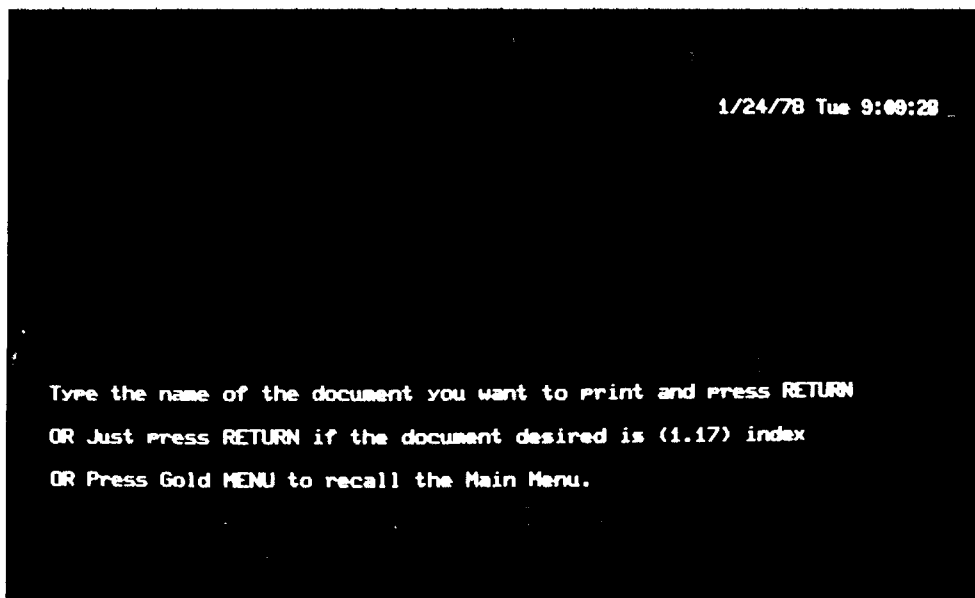 1/24/78 Tue 9:09:28
Type the name of the document you want to print and press RETURN
OR Just press RETURN if the document desired is (1.17) index
OR Press Gold MENU to recall the Main Menu.